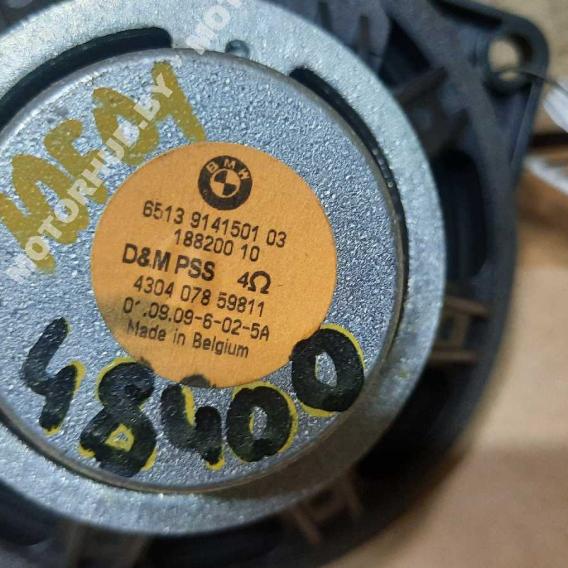 MOTORHUB.BY MOT
BMW
6513 9141501 03
188200 10
D&M PSS 4Ω
4304 078 59811
.09.09-6-02-5A
Made in Belgium
48400